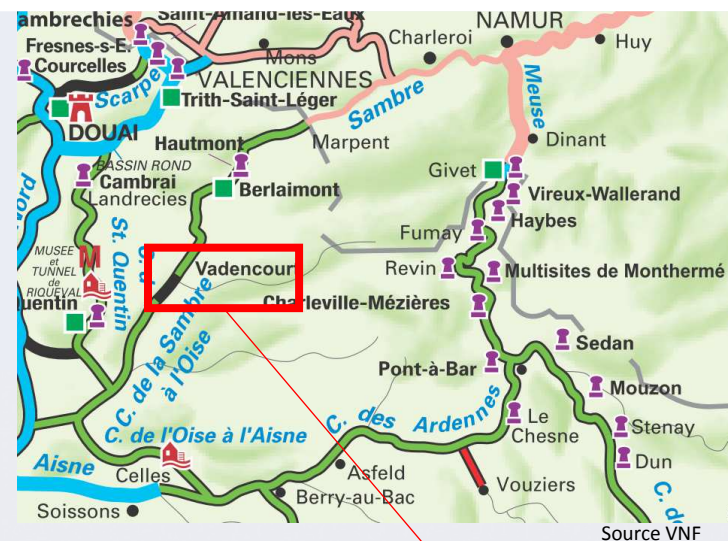 ambrechies
Saint-Amand-les-Eaux
NAMUR
Fresnes-s-E.
Courcelles
Mons
Charleroi
Huy
Scarpe
VALENCIENNES
Trith-Saint-Léger
Sambre
Meuse
DOUAI
Hautmont
Marpent
Dinant
BASSIN ROND
Cambrai
Landrecies
Berlaimont
Givet
Vireux-Wallerand
Haybes
Nord
St. Quentin
Fumay
MUSEE
et
TUNNEL
de
RIQUEVAL
Vadencourt
Revin
Multisites de Monthermé
uentin
Charleville-Mézières
C. de la Sambre
à l'Oise
Sedan
Pont-à-Bar
Mouzon
C. des Ardennes
Le
Chesne
Stenay
C. de l'Oise à l'Aisne
Dun
Aisne
Celles
Asfeld
Vouziers
C. de
Berry-au-Bac
Soissons
Source VNF